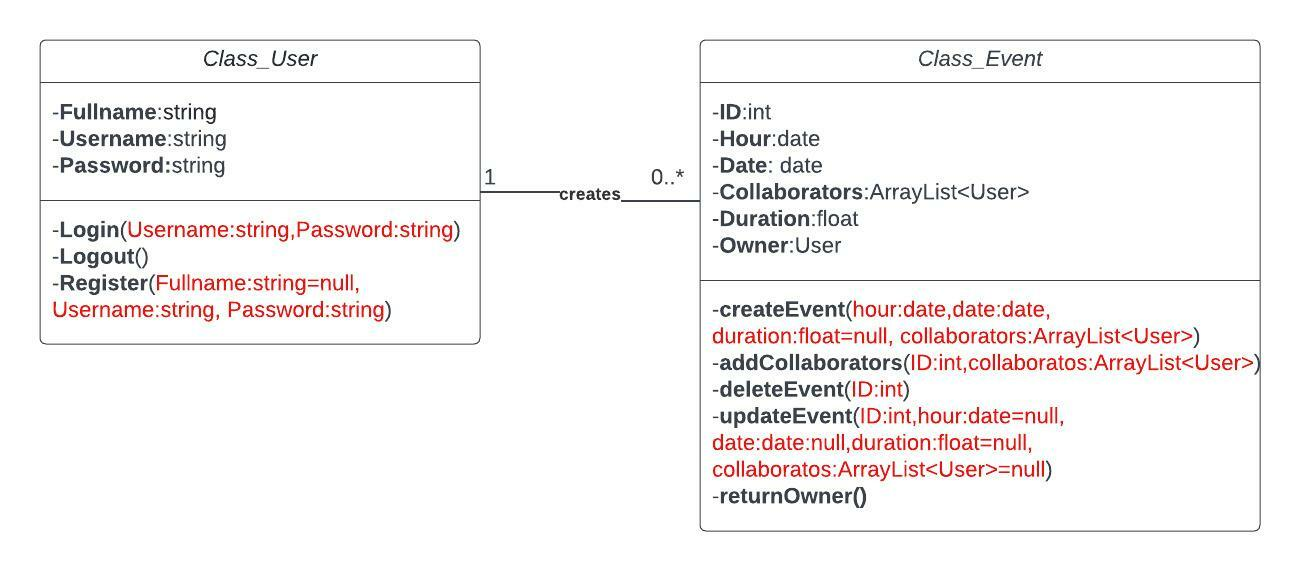 Class_User
-Fullname:string
-Username:string
-Password:string
-Login(Username:string,Password:string)
-Logout()
-Register(Fullname:string=null,
Username:string, Password:string)
1
creates
0..*
Class_Event
-ID:int
-Hour:date
-Date: date
-Collaborators:ArrayList<User>
-Duration:float
-Owner:User
-createEvent(hour:date,date:date,
duration:float=null, collaborators:ArrayList<User>)
-addCollaborators(ID:int,collaboratos:ArrayList<User>)
-deleteEvent(ID:int)
-updateEvent(ID:int,hour:date=null,
date:date:null,duration:float=null,
collaboratos:ArrayList<User>=null)
-returnOwner()